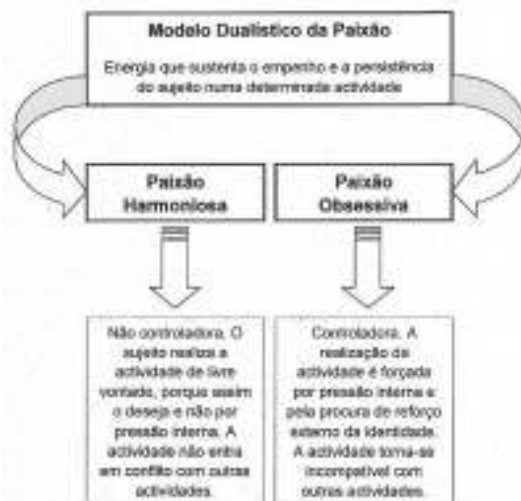 Modelo Dualístico da Paixão
Energia que sustenta o empenho e a persistência
do sujeito numa determinada actividade
Paixão
Harmoniosa
Paixão
Obsessiva
Não controladora. O
sujeito realiza a
actividade de livre
vontade, porque assim
o deseja e não por
pressão interna. A
actividade não entra
em conflito com outras
actividades.
Controladora. A
realização da
actividade é forçada
por pressão interna e
pela procura de reforço
externo da identidade.
A actividade torna-se
incompatível com
outras actividades.